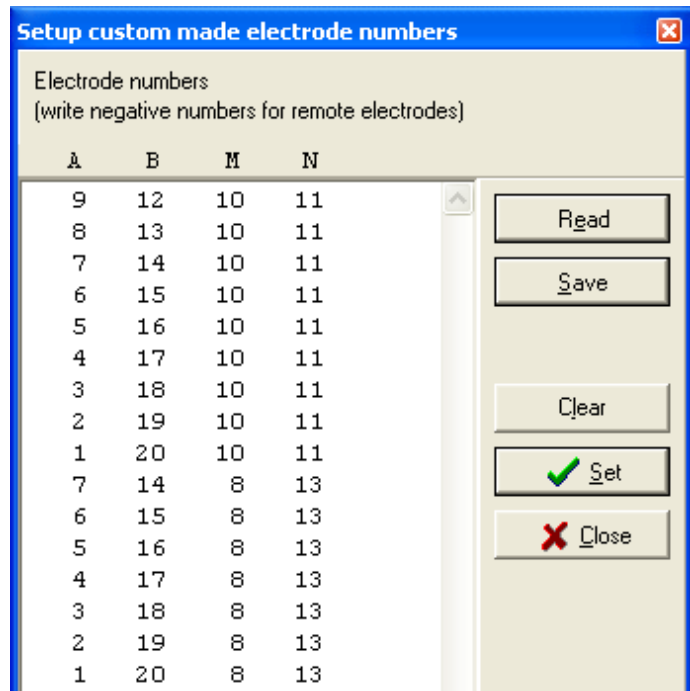 Setup custom made electrode numbers
Electrode numbers
(write negative numbers for remote electrodes)
A B M N
9 12 10 11
8 13 10 11
7 14 10 11
6 15 10 11
5 16 10 11
4 17 10 11
3 18 10 11
2 19 10 11
1 20 10 11
7 14 8 13
6 15 8 13
5 16 8 13
4 17 8 13
3 18 8 13
2 19 8 13
1 20 8 13
Read
Save
Clear
Set
Close